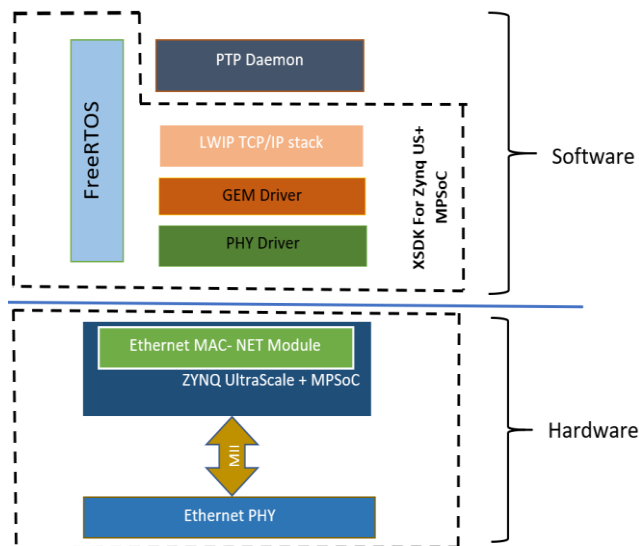 PTP Daemon
FreeRTOS
LWIP TCP/IP stack
GEM Driver
PHY Driver
XSDK For Zynq US+
MPSoC
Software
Ethernet MAC- NET Module
ZYNQ UltraScale + MPSoC
MII
Hardware
Ethernet PHY